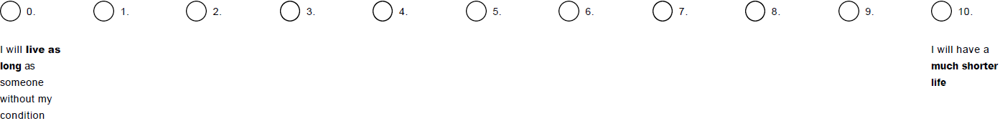 0. 1. 2. 3. 4. 5. 6. 7. 8. 9. 10.
I will live as
long as
someone
without my
condition
I will have a
much shorter
life